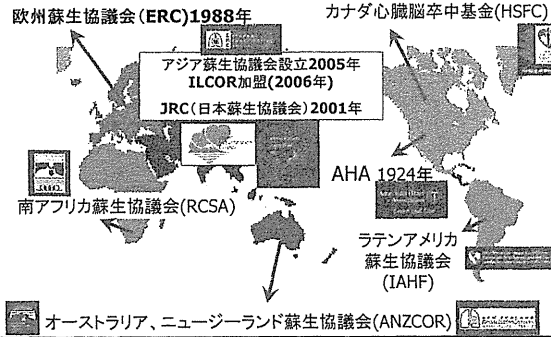 欧州蘇生協議会(ERC)1988年
カナダ心臓脳卒中基金(HSFC)
アジア蘇生協議会設立2005年
ILCOR加盟(2006年)
JRC(日本蘇生協議会)2001年
AHA 1924年
南アフリカ蘇生協議会(RCSA)
ラテンアメリカ
蘇生協議会
(IAHF)
オーストラリア、ニュージーランド蘇生協議会(ANZCOR)